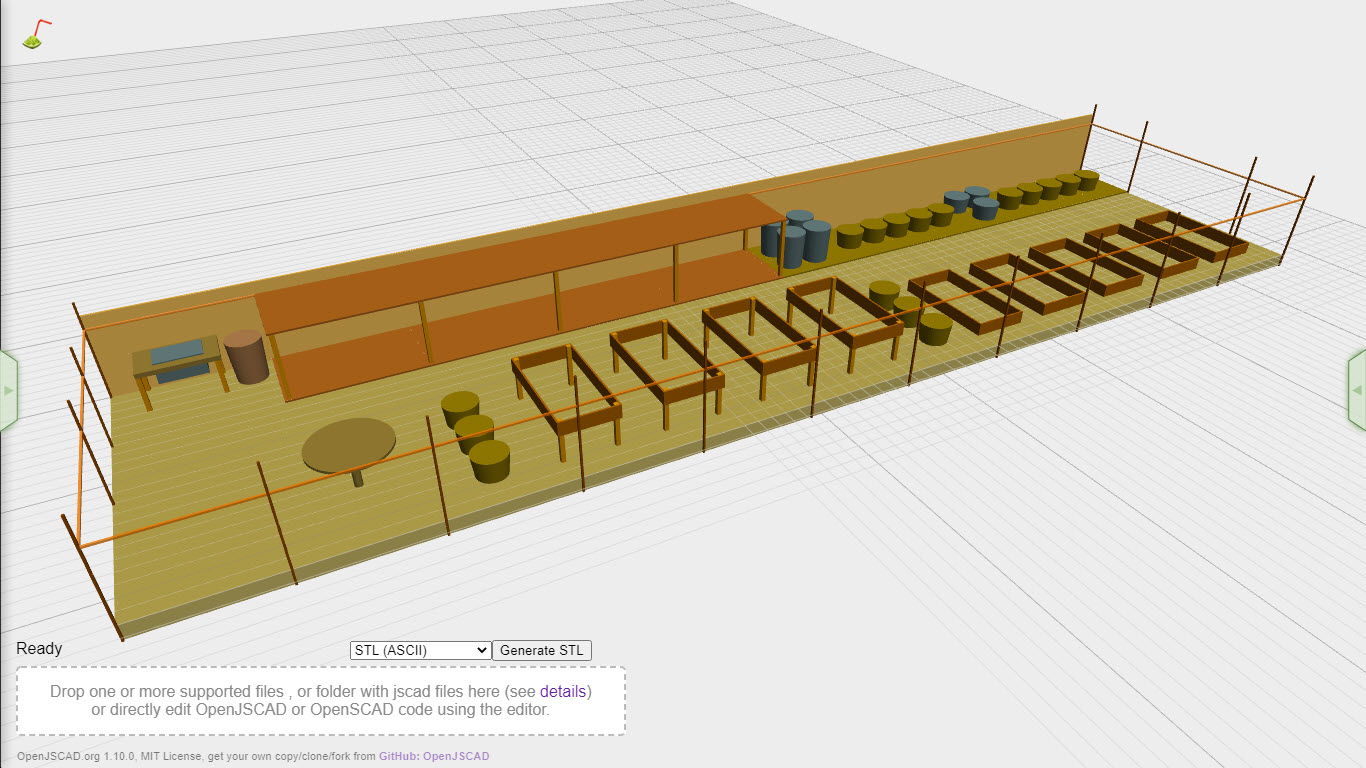 Ready
STL (ASCII) Generate STL
Drop one or more supported files , or folder with jscad files here (see details)
or directly edit OpenJSCAD or OpenSCAD code using the editor.
OpenJSCAD.org 1.10.0, MIT License, get your own copy/clone/fork from GitHub: OpenJSCAD